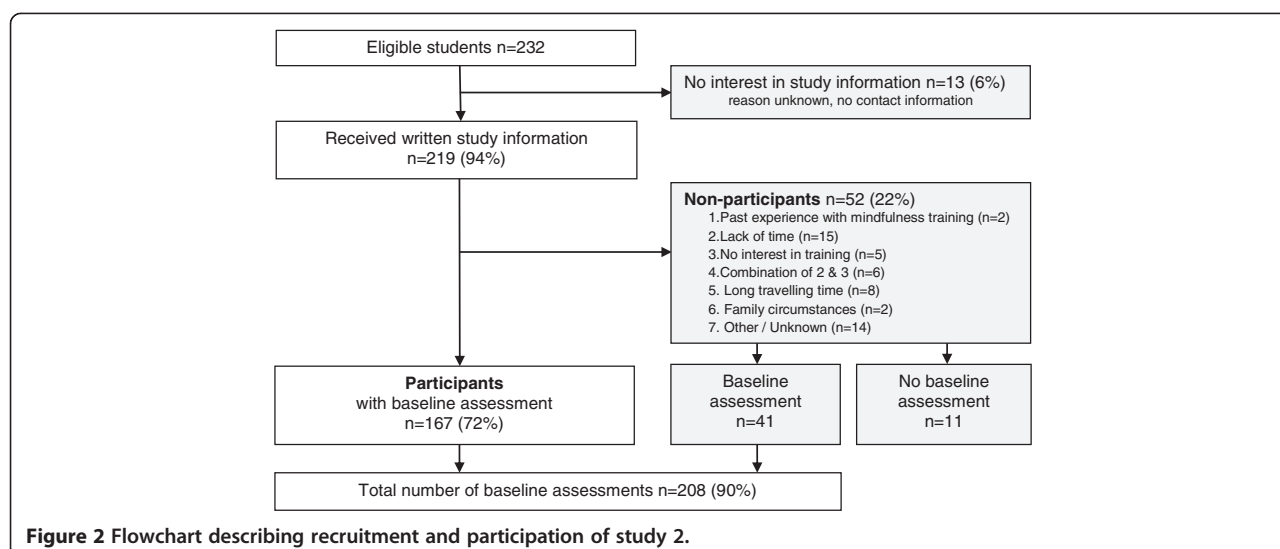 Eligible students n=232
No interest in study information n=13 (6%)
reason unknown, no contact information
Received written study information
n=219 (94%)
Non-participants n=52 (22%)
1.Past experience with mindfulness training (n=2)
2.Lack of time (n=15)
3.No interest in training (n=5)
4.Combination of 2 & 3 (n=6)
5. Long travelling time (n=8)
6. Family circumstances (n=2)
7. Other / Unknown (n=14)
Participants
with baseline assessment
n=167 (72%)
Baseline
assessment
n=41
No baseline
assessment
n=11
Total number of baseline assessments n=208 (90%)
Figure 2 Flowchart describing recruitment and participation of study 2.